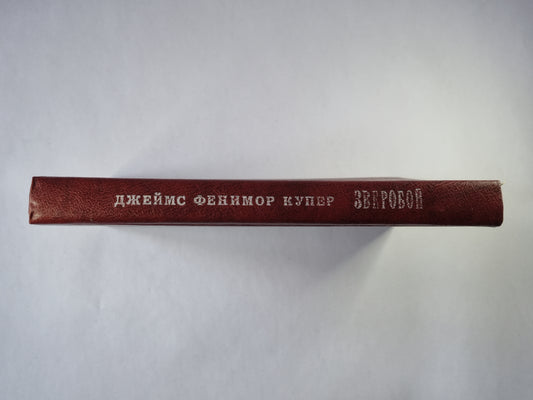 ДЖЕЙМС ФЕНИМОР КУПЕР ЗВЕРОБОЙ